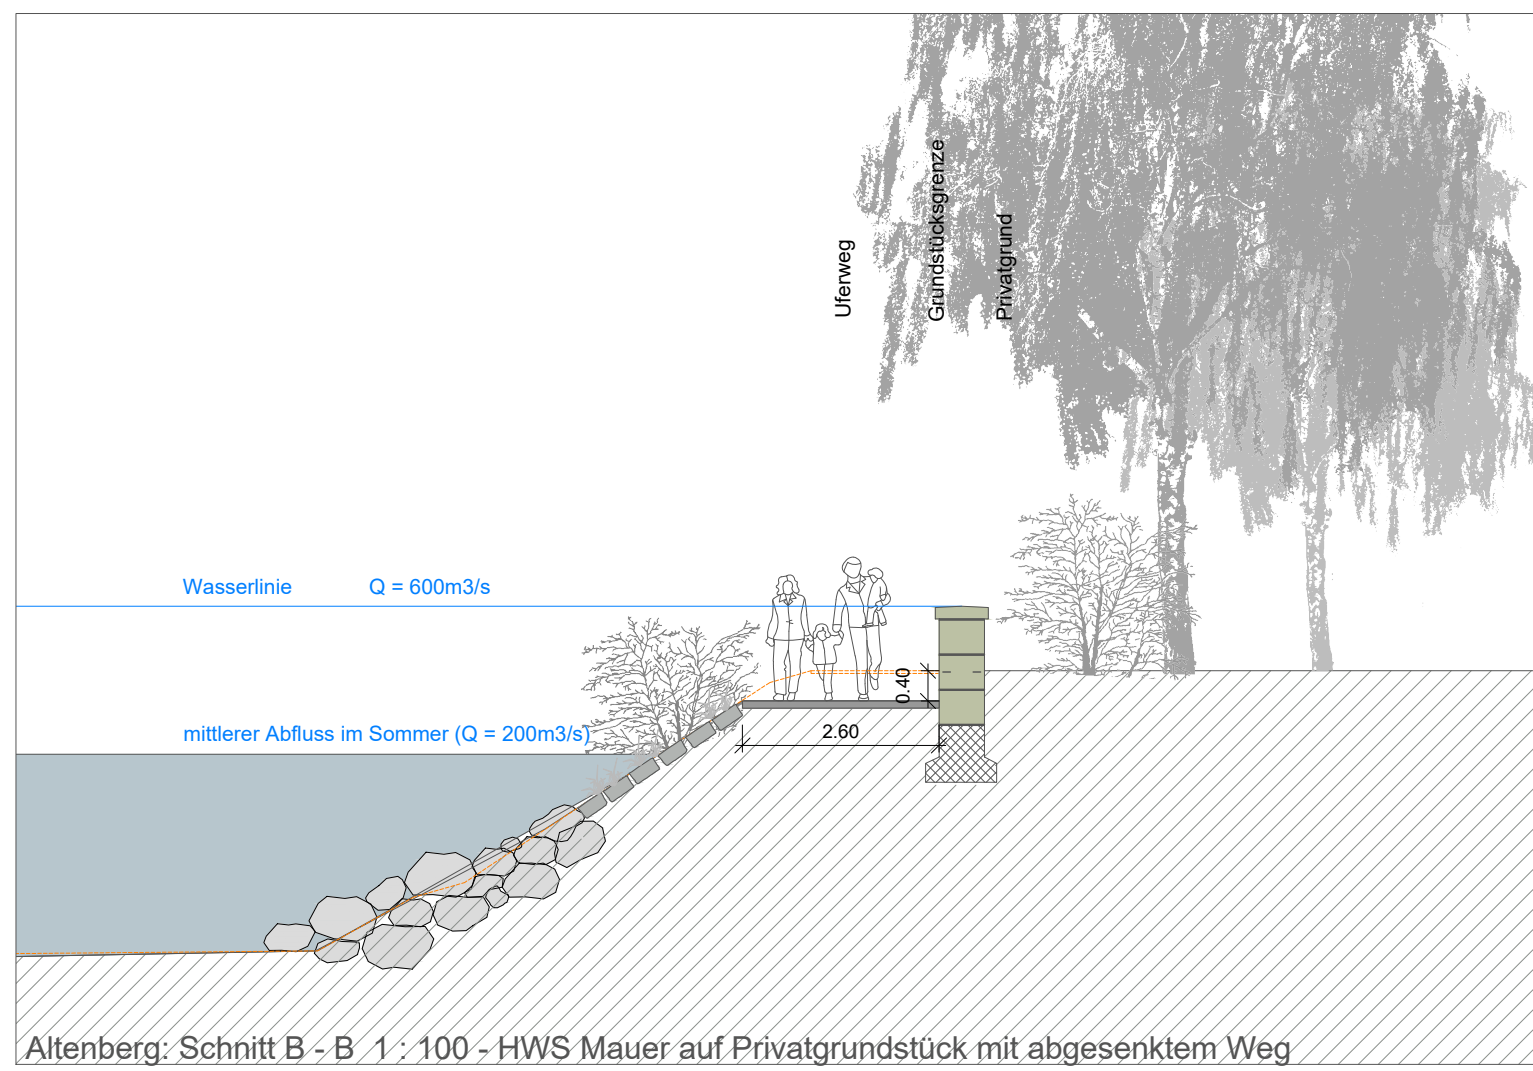 Uferweg
Grundstücksgrenze
Privatgrund
Wasserlinie Q = 600m3/s
0.40
mittlerer Abfluss im Sommer (Q = 200m3/s)
2.60
Altenberg: Schnitt B - B 1 : 100 - HWS Mauer auf Privatgrundstück mit abgesenktem Weg